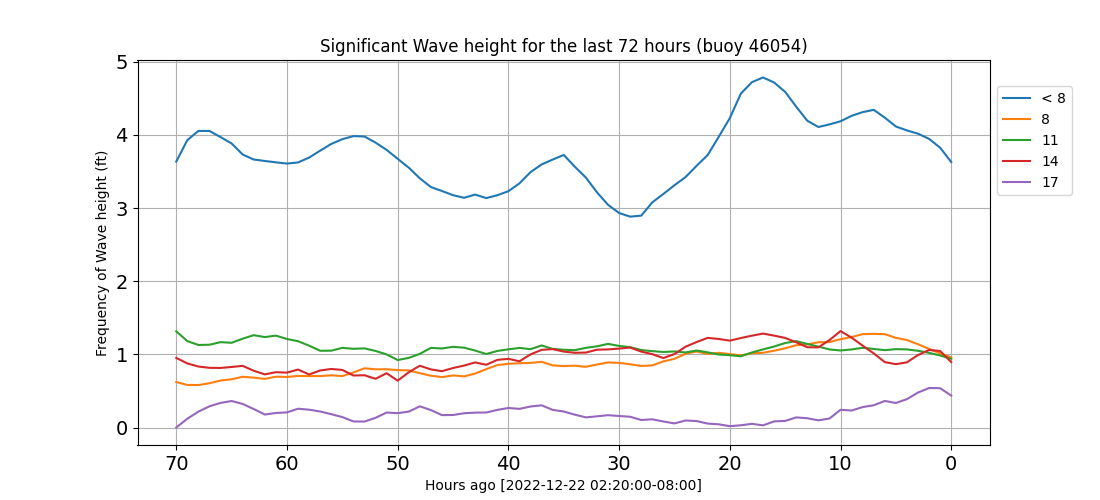 Significant Wave height for the last 72 hours (buoy 46054)
Frequency of Wave height (ft)
5
4
3
2
1
0
70 60 50 40 30 20 10 0
Hours ago [2022-12-22 02:20:00-08:00]
< 8
8
11
14
17